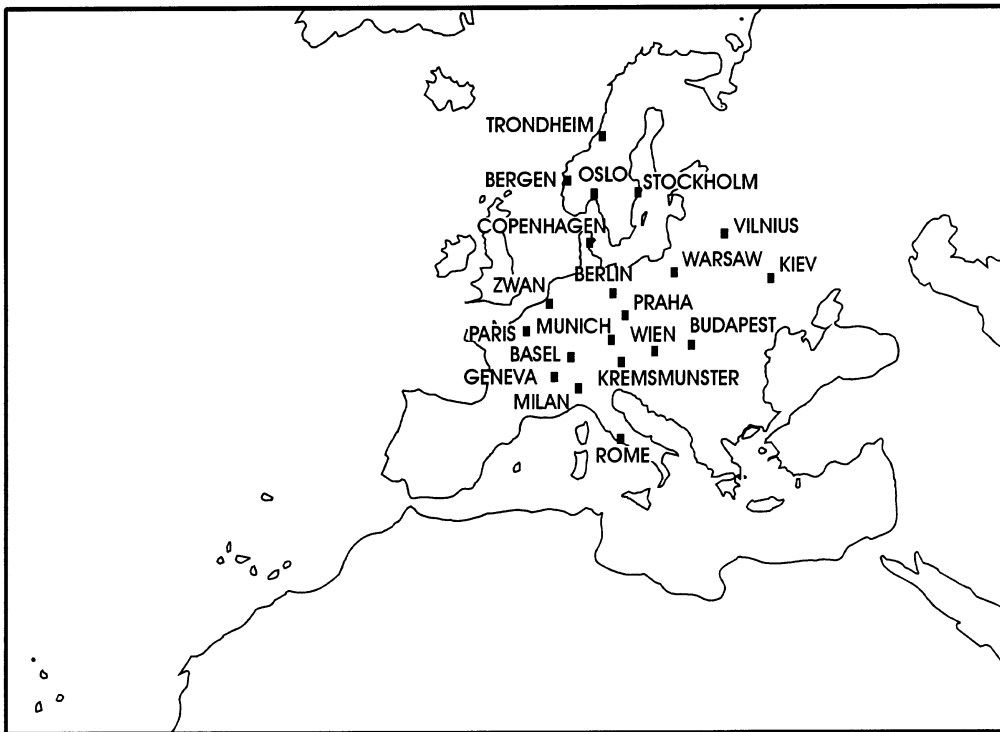 TRONDHEIM
BERGEN
OSLO
STOCKHOLM
COPENHAGEN
VILNIUS
WARSAW
KIEV
BERLIN
ZWAN
PRAHA
PARIS
MUNICH
WIEN
BUDAPEST
BASEL
GENEVA
KREMSMUNSTER
MILAN
ROME